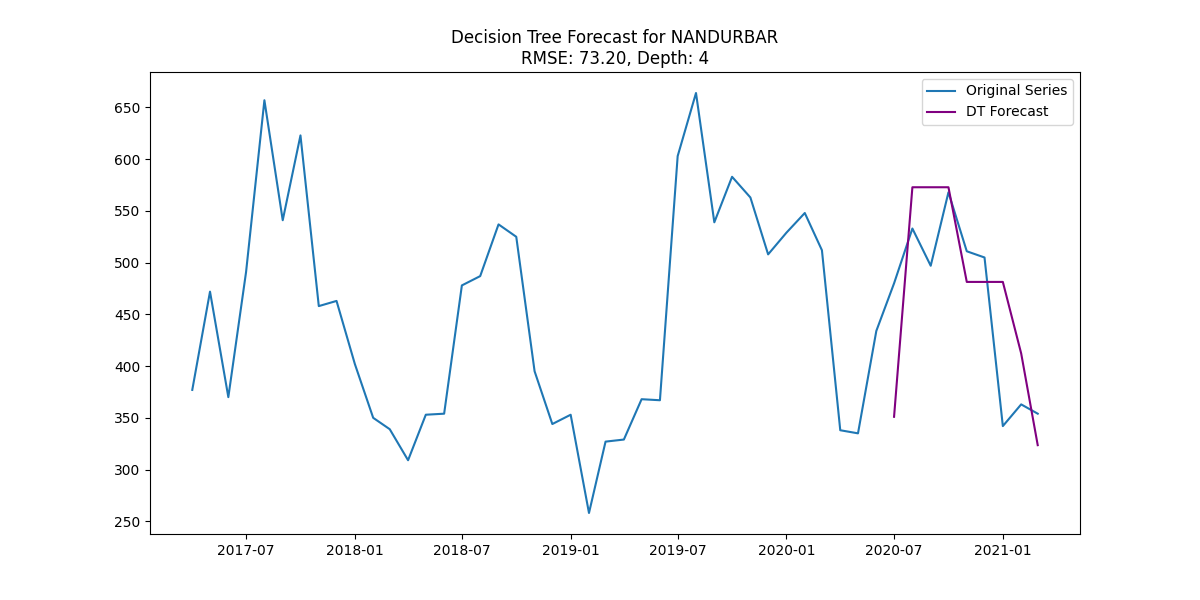 Decision Tree Forecast for NANDURBAR
RMSE: 73.20, Depth: 4
Original Series
DT Forecast
650
600
550
500
450
400
350
300
250
2017-07 2018-01 2018-07 2019-01 2019-07 2020-01 2020-07 2021-01